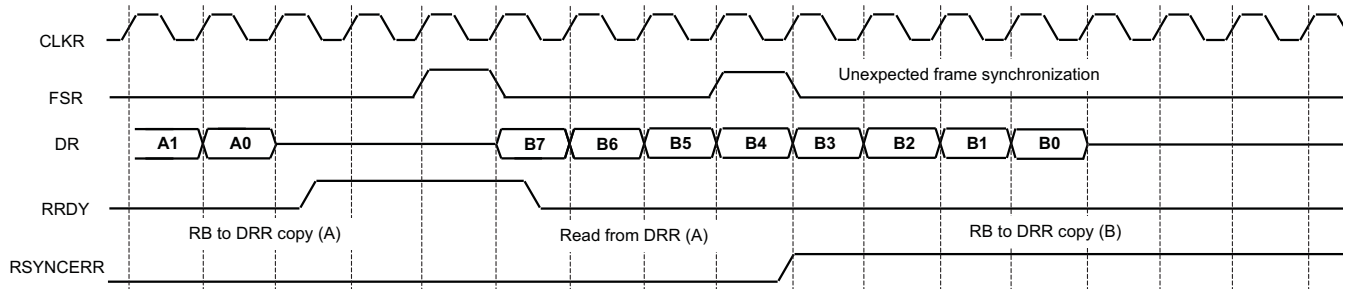 CLKR
Unexpected frame synchronization
FSR
DR A1 A0 B7 B6 B5 B4 B3 B2 B1 B0
RRDY
RB to DRR copy (A) Read from DRR (A) RB to DRR copy (B)
RSYNCERR